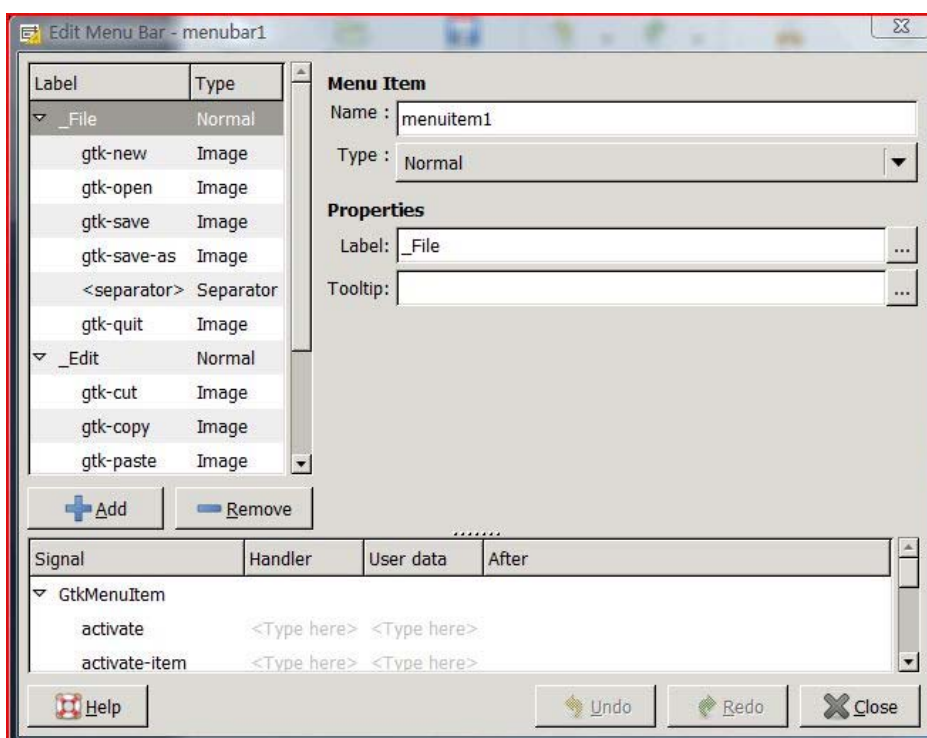 Edit Menu Bar - menubar1
Label Type
_File Normal
gtk-new Image
gtk-open Image
gtk-save Image
gtk-save-as Image
<separator> Separator
gtk-quit Image
_Edit Normal
gtk-cut Image
gtk-copy Image
gtk-paste Image
Add Remove
Menu Item
Name : menuitem1
Type : Normal
Properties
Label: _File ...
Tooltip: ...
Signal Handler User data After
GtkMenuItem
activate <Type here> <Type here>
activate-item <Type here> <Type here>
Help Undo Redo Close